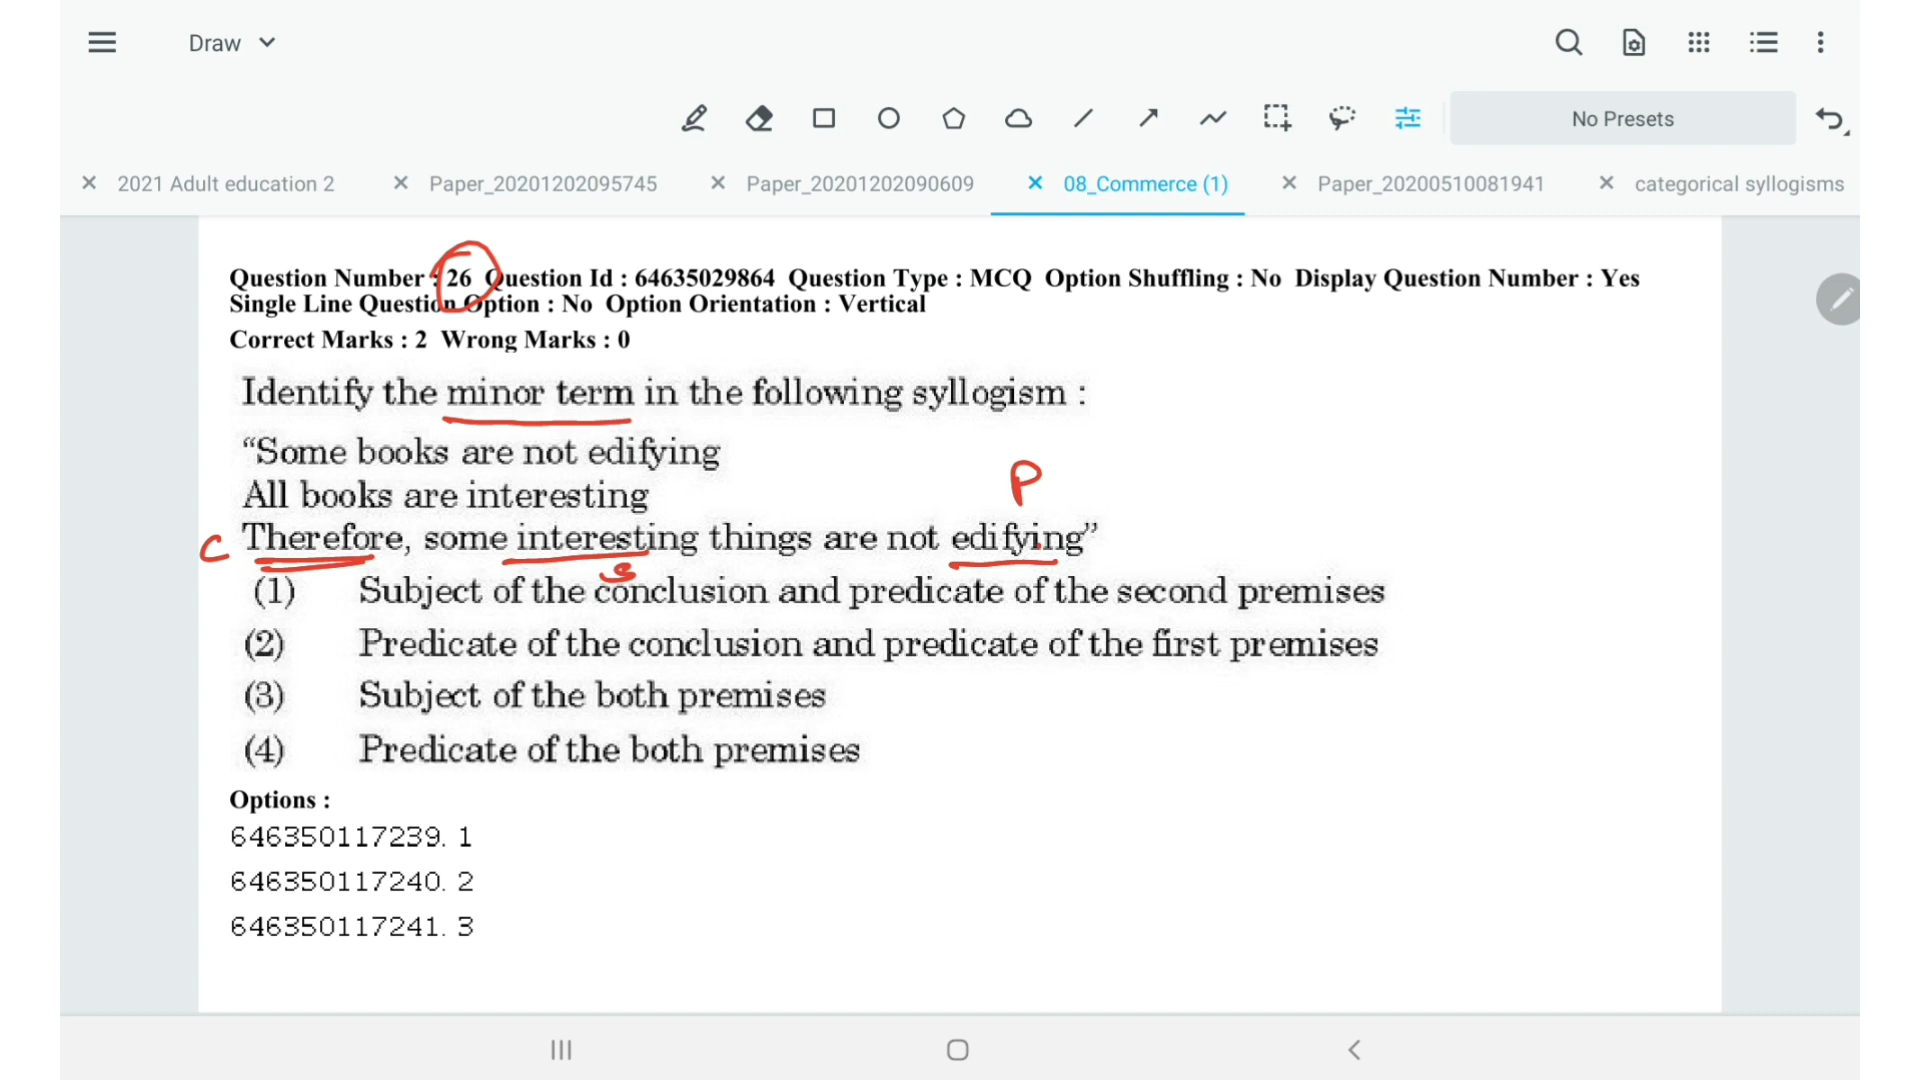 Draw
No Presets
2021 Adult education 2
Paper_20201202095745
Paper_20201202090609
08_Commerce (1)
Paper_20200510081941
categorical syllogisms
Question Number : 26 Question Id : 64635029864 Question Type : MCQ Option Shuffling : No Display Question Number : Yes
Single Line Question Option : No Option Orientation : Vertical
Correct Marks : 2 Wrong Marks : 0
Identify the minor term in the following syllogism :
“Some books are not edifying
All books are interesting
P
C Therefore, some interesting things are not edifying”
S
(1) Subject of the conclusion and predicate of the second premises
(2) Predicate of the conclusion and predicate of the first premises
(3) Subject of the both premises
(4) Predicate of the both premises
Options :
646350117239. 1
646350117240. 2
646350117241. 3